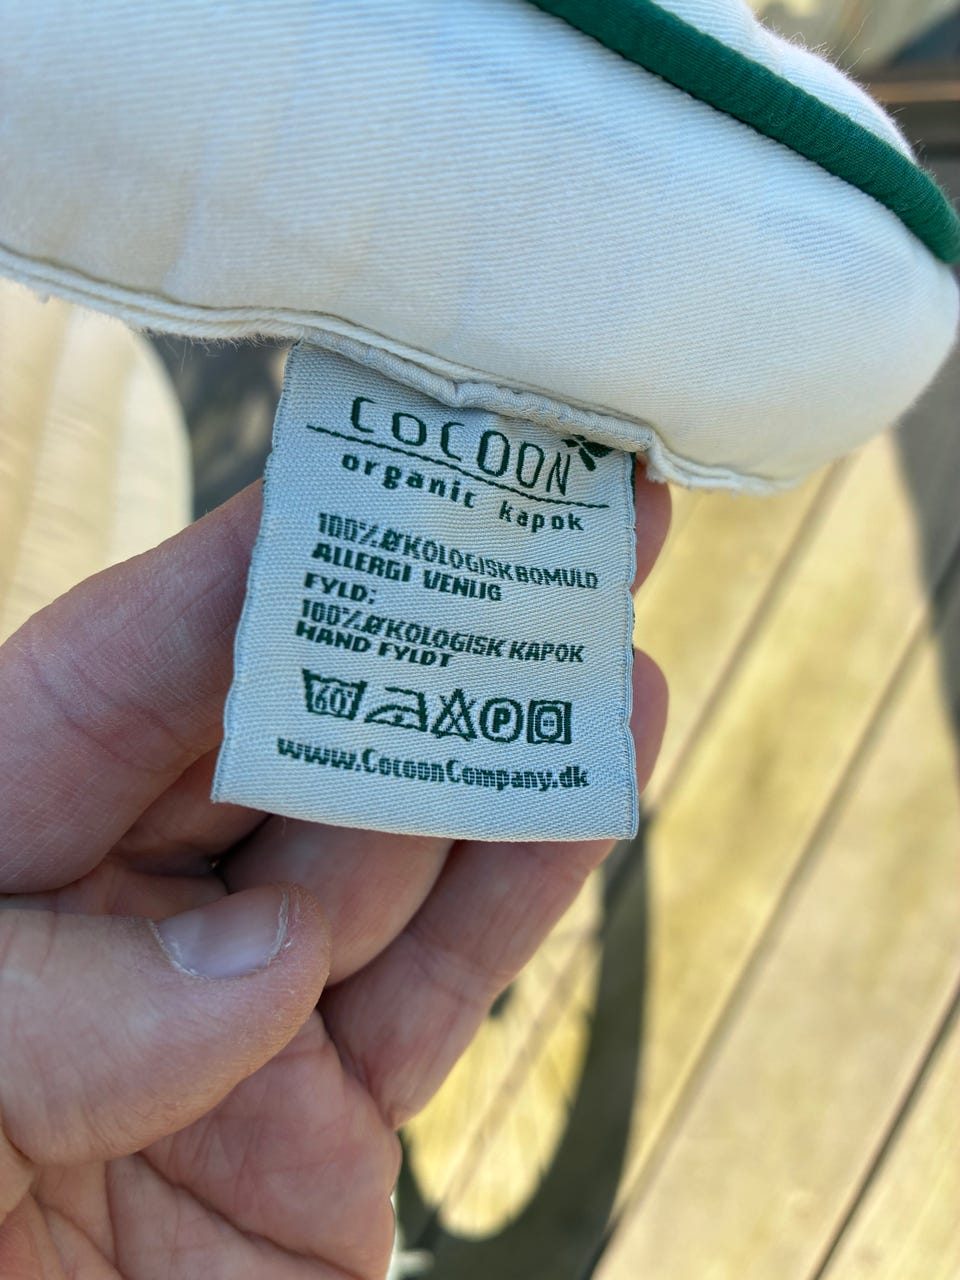 COCOON
organic kapok
100% ØKOLOGISK BOMULD
ALLERGI VENLIG
FYLD:
100% ØKOLOGISK KAPOK
HAND FYLDT
60° P
www.CocoonCompany.dk